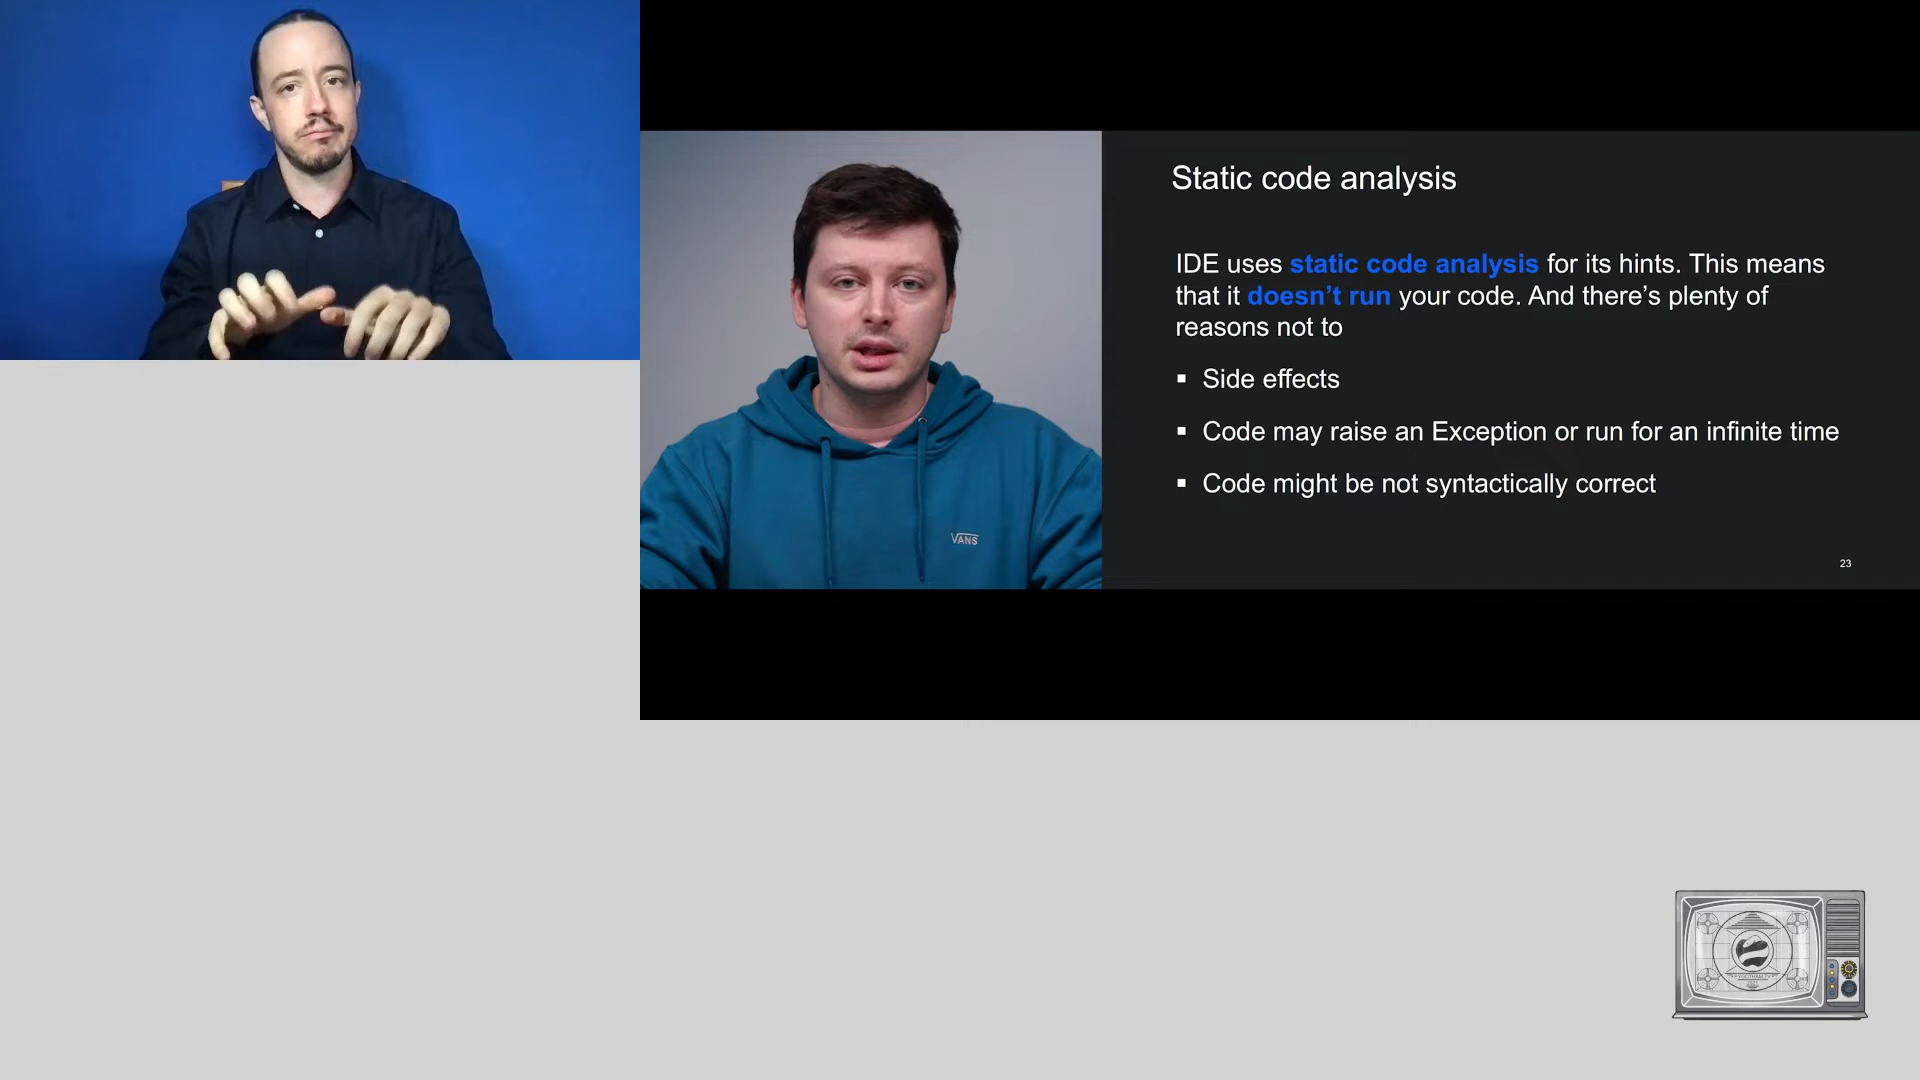 Static code analysis
IDE uses static code analysis for its hints. This means
that it doesn’t run your code. And there’s plenty of
reasons not to
▪ Side effects
▪ Code may raise an Exception or run for an infinite time
▪ Code might be not syntactically correct
VANS
23